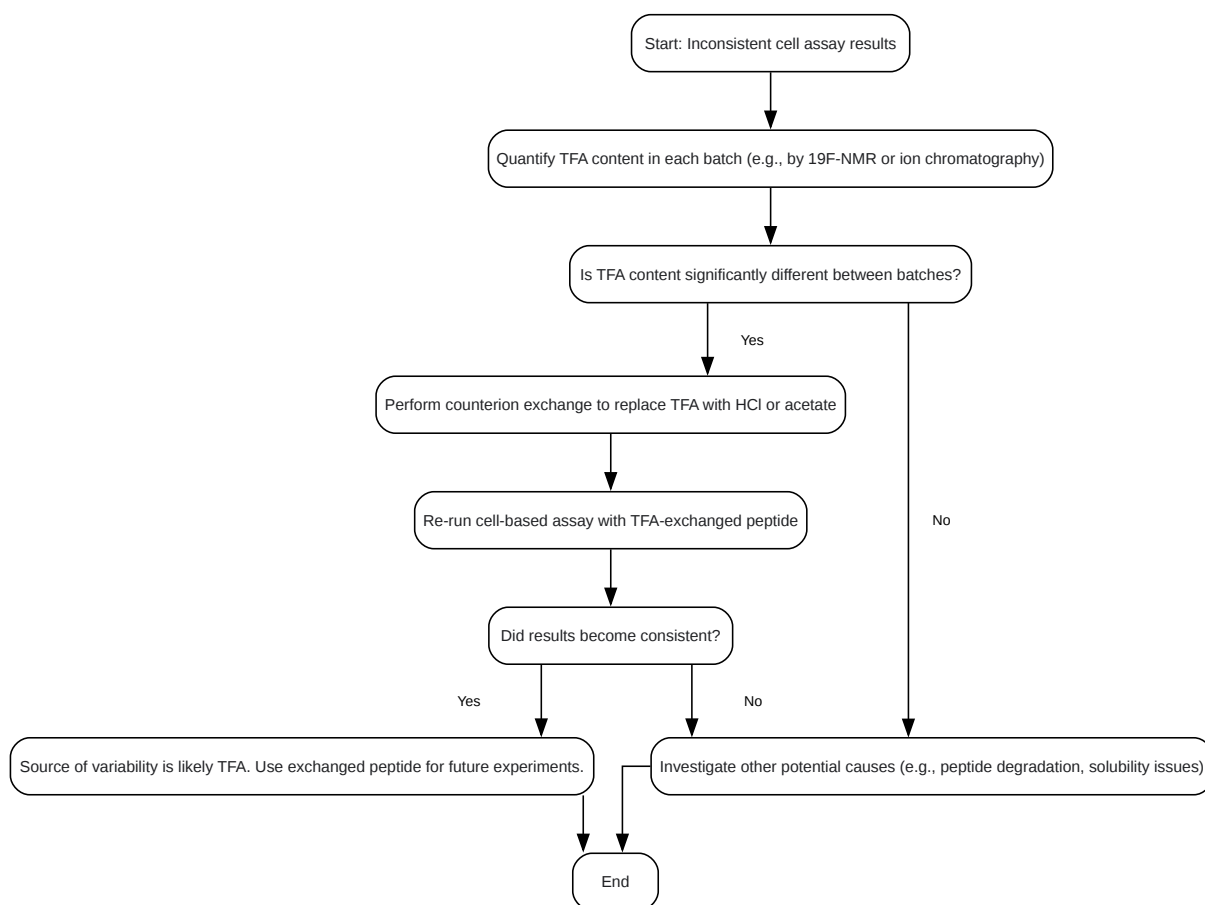 Start: Inconsistent cell assay results
Quantify TFA content in each batch (e.g., by 19F-NMR or ion chromatography)
Is TFA content significantly different between batches?
Yes
Perform counterion exchange to replace TFA with HCl or acetate
Re-run cell-based assay with TFA-exchanged peptide
No
Did results become consistent?
Yes
No
Source of variability is likely TFA. Use exchanged peptide for future experiments.
Investigate other potential causes (e.g., peptide degradation, solubility issues)
End